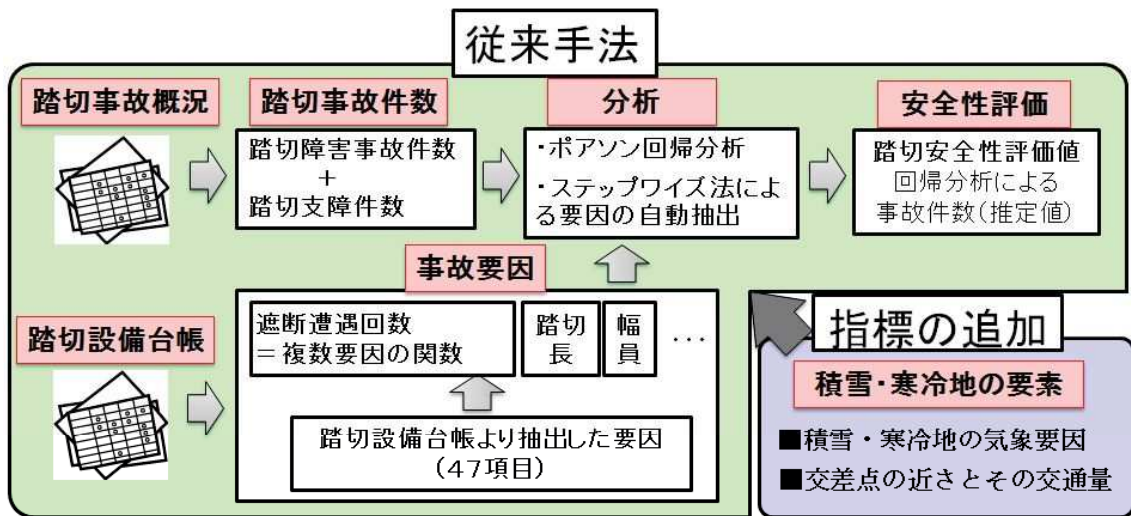 従来手法
踏切事故概況
踏切事故件数
踏切障害事故件数
+
踏切支障件数
分析
・ポアソン回帰分析
・ステップワイズ法によ
る要因の自動抽出
安全性評価
踏切安全性評価値
回帰分析による
事故件数(推定値)
踏切設備台帳
事故要因
遮断遭遇回数
=複数要因の関数
踏切
長
幅
員
…
踏切設備台帳より抽出した要因
(47項目)
指標の追加
積雪・寒冷地の要素
■積雪・寒冷地の気象要因
■交差点の近さとその交通量